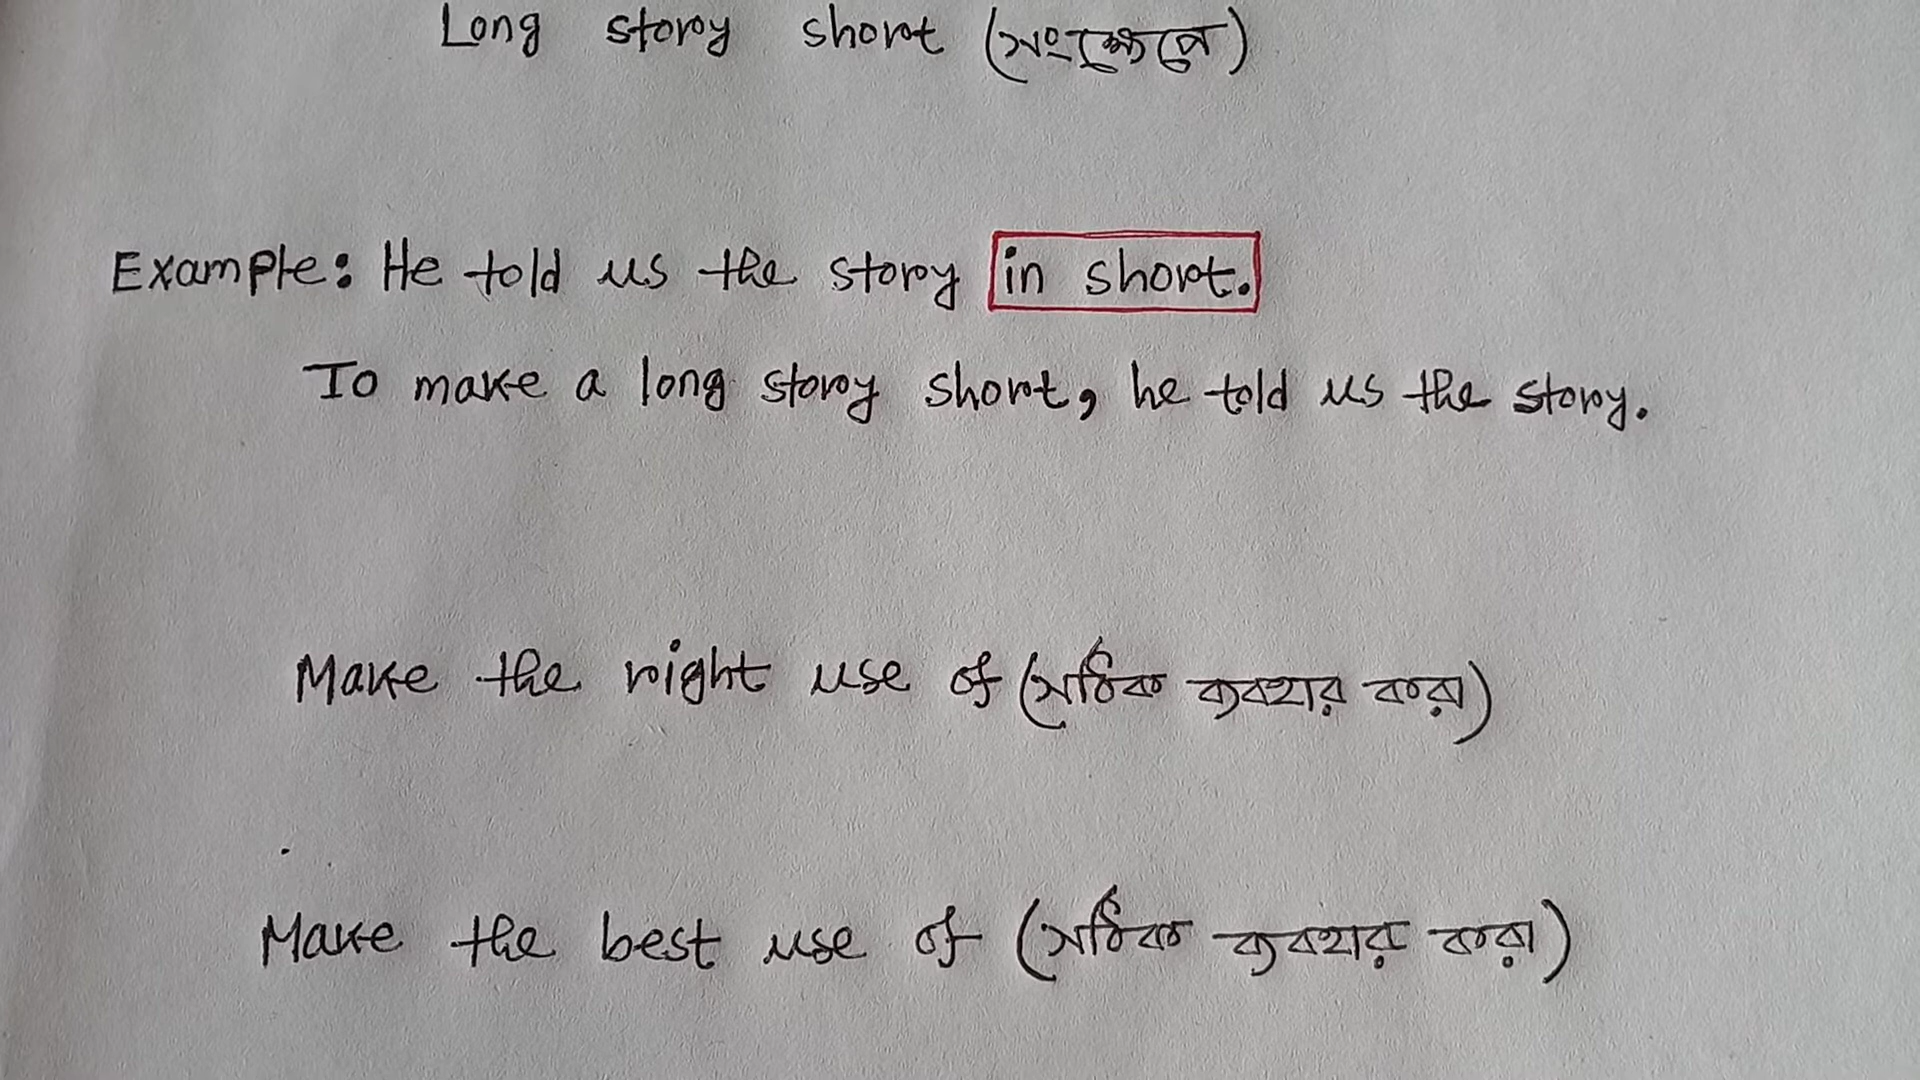 Long story short (সংক্ষেপে)
Example: He told us the story in short.
To make a long story short, he told us the story.
Make the right use of (সঠিক ব্যবহার করা)
Make the best use of (সঠিক ব্যবহার করা)